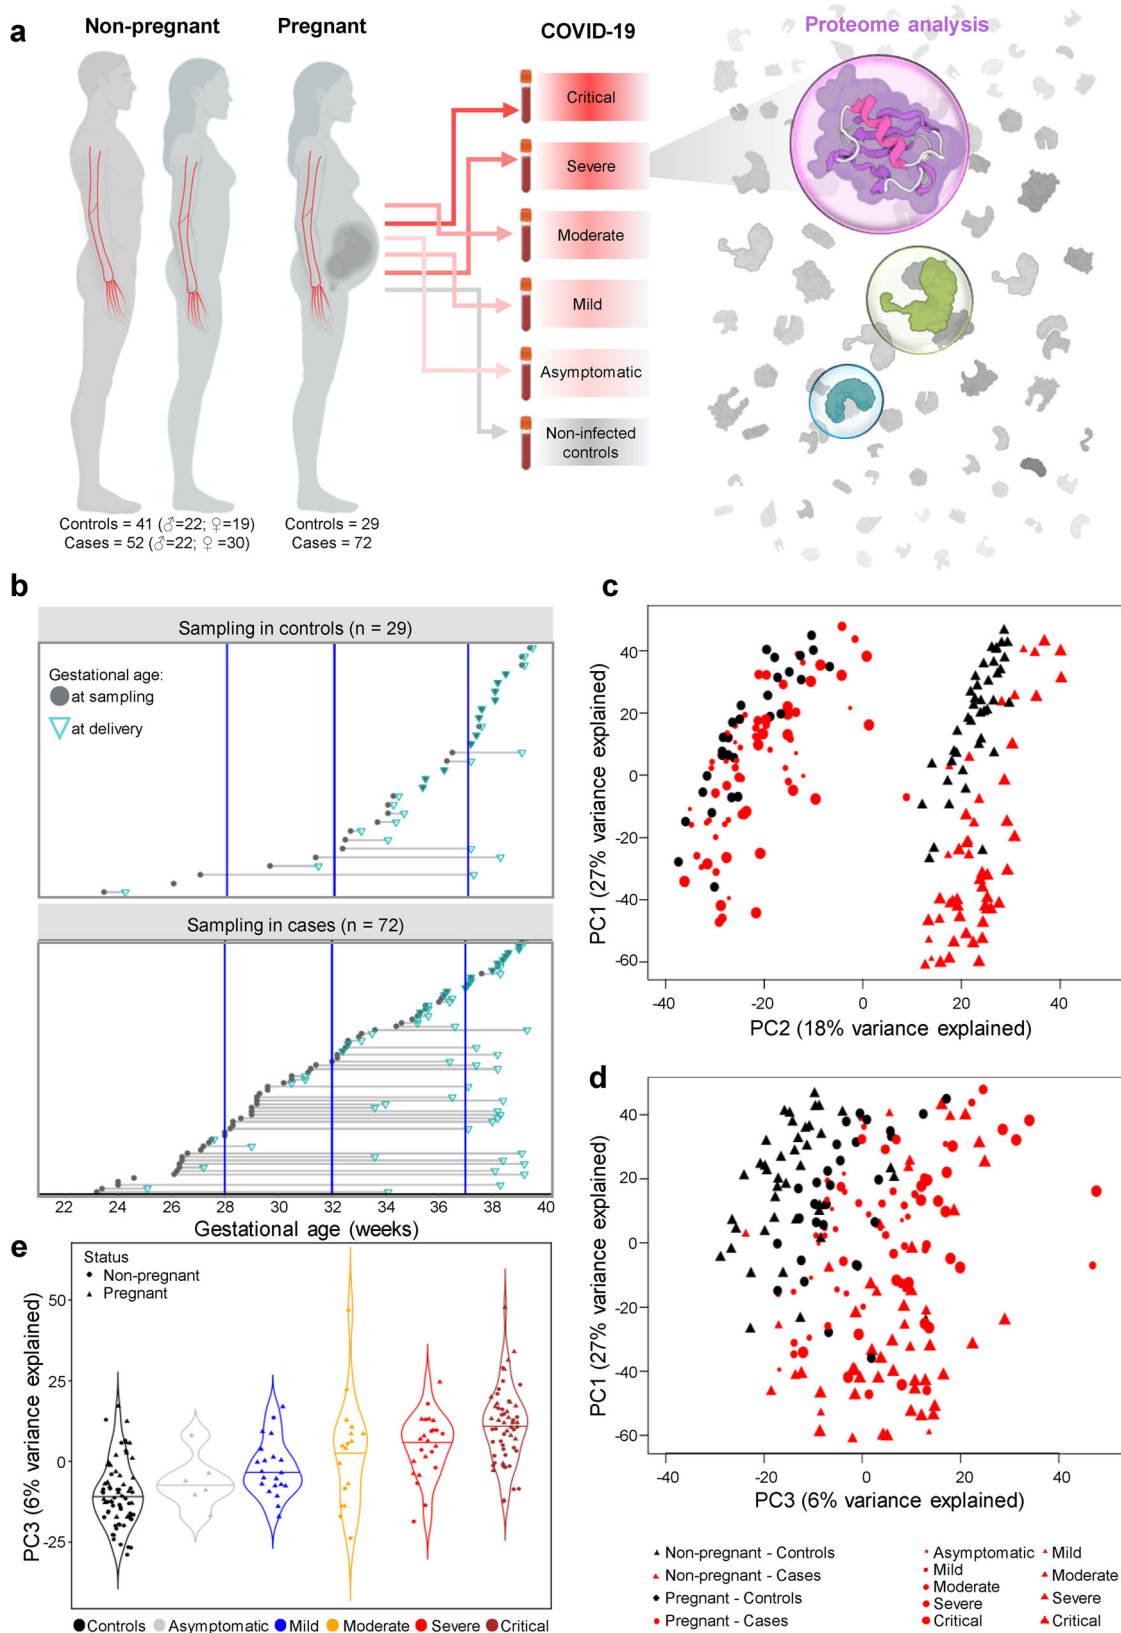 a
Non-pregnant
Pregnant
COVID-19
Proteome analysis
Critical
Severe
Moderate
Mild
Asymptomatic
Non-infected
controls
Controls = 41 (♂=22; ♀=19)
Cases = 52 (♂=22; ♀ =30)
Controls = 29
Cases = 72
b
Sampling in controls (n = 29)
Gestational age:
at sampling
at delivery
Sampling in cases (n = 72)
22 24 26 28 30 32 34 36 38 40
Gestational age (weeks)
c
PC1 (27% variance explained)
40
20
0
-20
-40
-60
-40 -20 0 20 40
PC2 (18% variance explained)
d
PC1 (27% variance explained)
40
20
0
-20
-40
-60
-40 -20 0 20 40
PC3 (6% variance explained)
Non-pregnant - Controls
Non-pregnant - Cases
Pregnant - Controls
Pregnant - Cases
Asymptomatic
Mild
Moderate
Severe
Critical
Mild
Moderate
Severe
Critical
e
Status
Non-pregnant
Pregnant
PC3 (6% variance explained)
50
25
0
-25
Controls Asymptomatic Mild Moderate Severe Critical